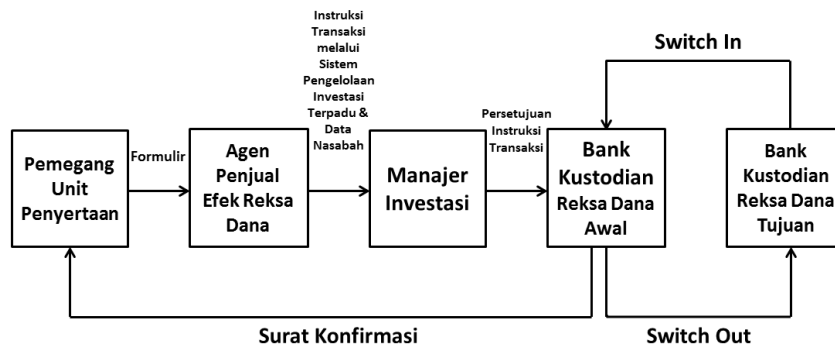 Instruksi
Transaksi
melalui
Sistem
Pengelolaan
Investasi
Terpadu &
Data
Nasabah
Switch In
Persetujuan
Instruksi
Transaksi
Pemegang
Unit
Penyertaan
Formulir
Agen
Penjual
Efek Reksa
Dana
Manajer
Investasi
Bank
Kustodian
Reksa Dana
Awal
Bank
Kustodian
Reksa Dana
Tujuan
Surat Konfirmasi
Switch Out